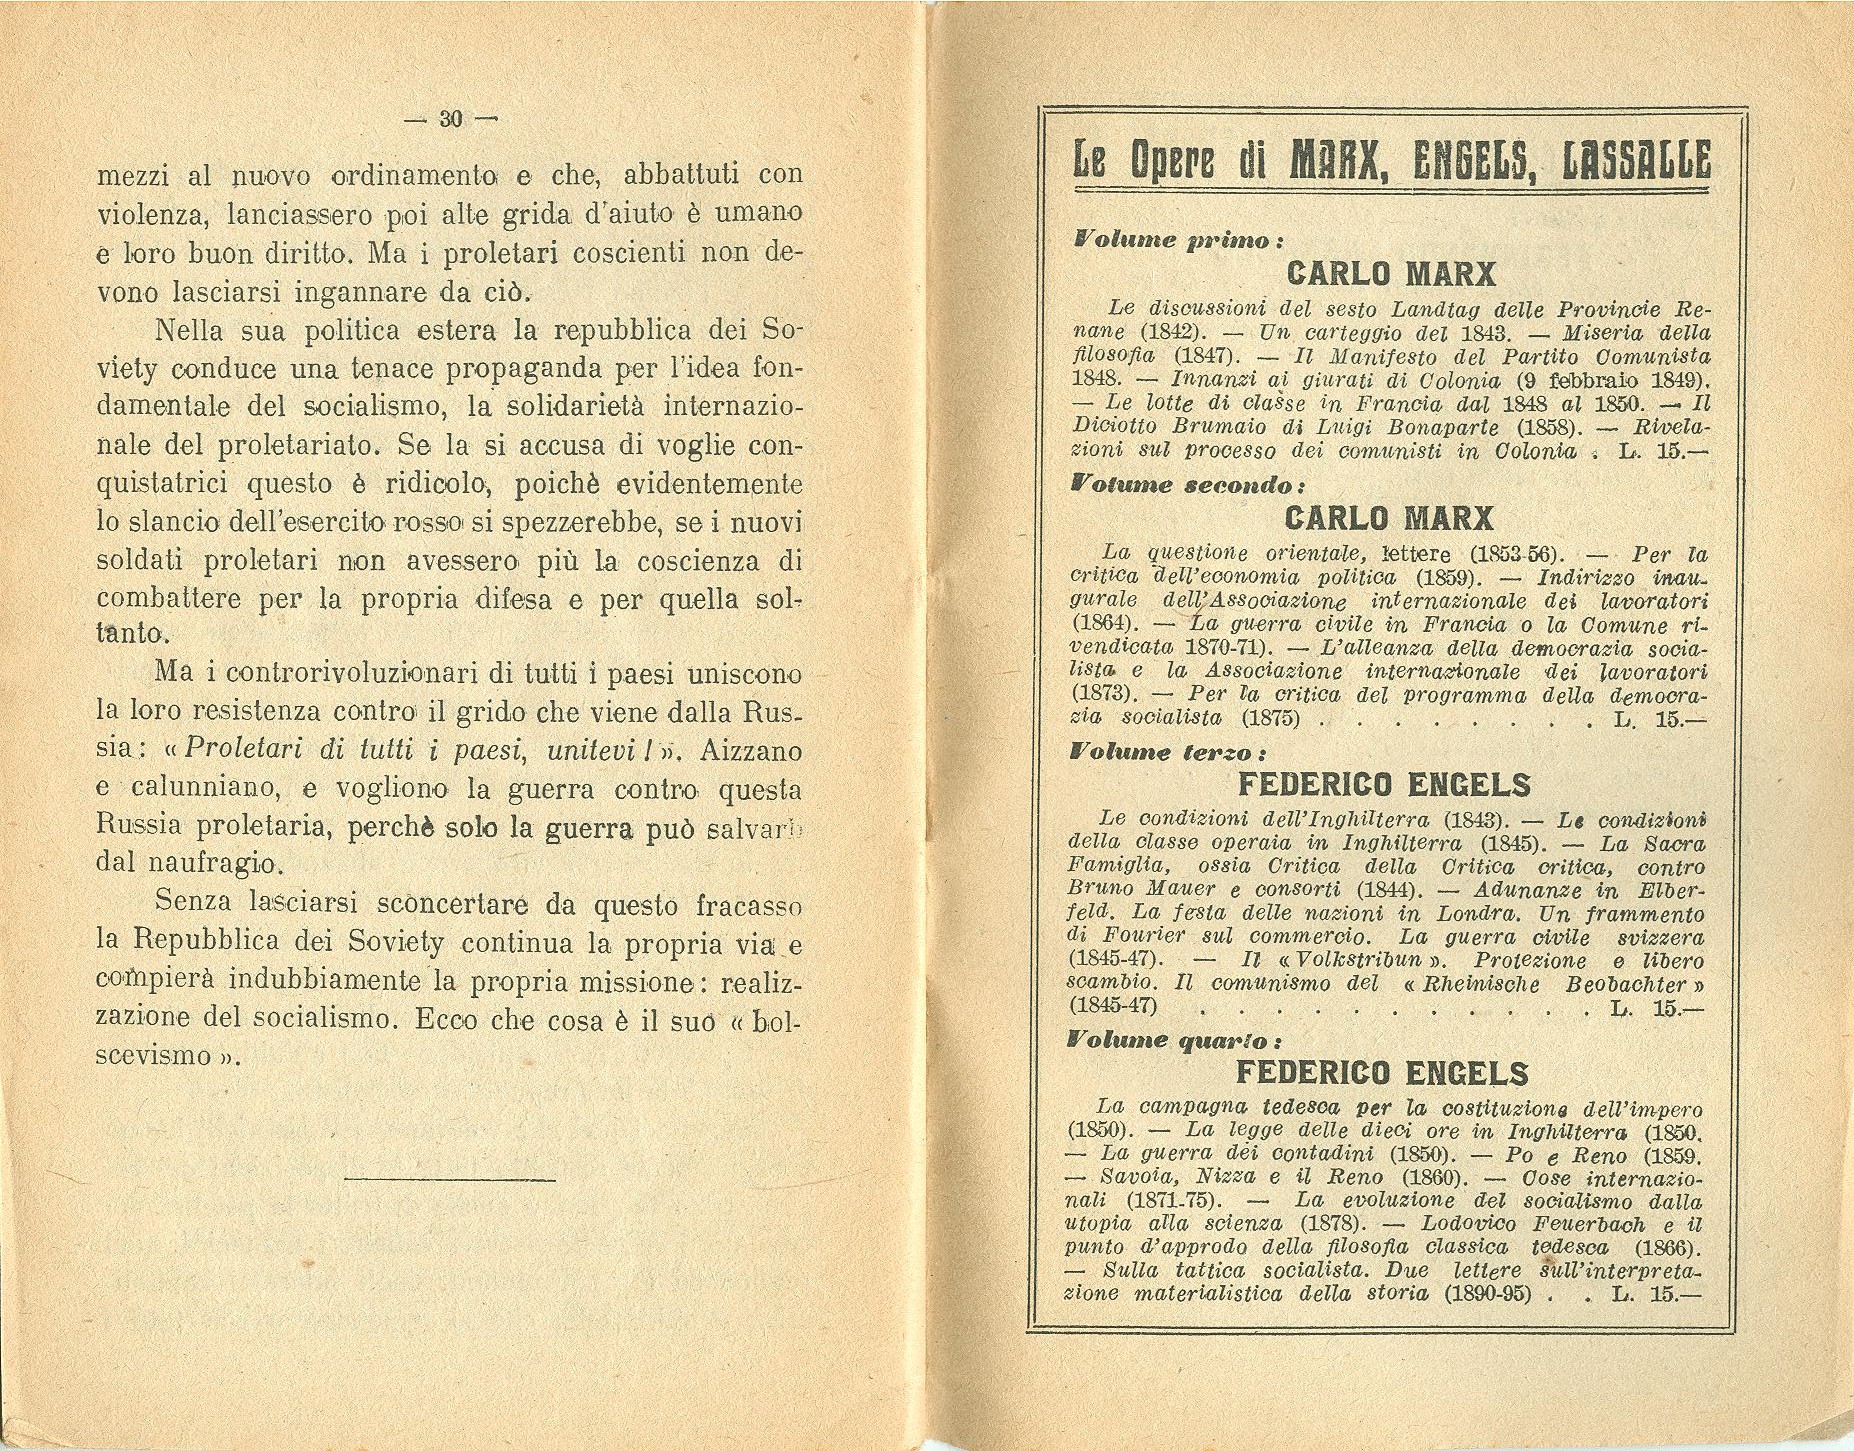 — 30 —
mezzi al nuovo ordinamento e che, abbattuti con
violenza, lanciassero poi alte grida d'aiuto è umano
e loro buon diritto. Ma i proletari coscienti non de-
vono lasciarsi ingannare da ciò.
Nella sua politica estera la repubblica dei So-
viety conduce una tenace propaganda per l'idea fon-
damentale del socialismo, la solidarietà internazio-
nale del proletariato. Se la si accusa di voglie con-
quistatrici questo è ridicolo, poichè evidentemente
lo slancio dell'esercito rosso si spezzerebbe, se i nuovi
soldati proletari non avessero più la coscienza di
combattere per la propria difesa e per quella sol-
tanto.
Ma i controrivoluzionari di tutti i paesi uniscono
la loro resistenza contro il grido che viene dalla Rus-
sia: « Proletari di tutti i paesi, unitevi! ». Aizzano
e calunniano, e vogliono la guerra contro questa
Russia proletaria, perchè solo la guerra può
dal naufragio.
Senza lasciarsi sconcertare da questo fracasso
la Repubblica dei Soviety continua la propria via e
compierà indubbiamente la propria missione: realiz-
zazione del socialismo. Ecco che cosa è il suo « bol-
scevismo ».
Le Opere di MARX, ENGELS, LASSALLE
Volume primo:
CARLO MARX
Le discussioni del sesto Landtag delle Provincie Re-
nane (1842). — Un carteggio del 1843. — Miseria della
filosofia (1847). — Il Manifesto del Partito Comunista
1848. — Innanzi ai giurati di Colonia (9 febbraio 1849).
— Le lotte di classe in Francia dal 1848 al 1850. — Il
Diciotto Brumaio di Luigi Bonaparte (1858). — Rivela-
zioni sul processo dei comunisti in Colonia . L. 15.—
Volume secondo:
CARLO MARX
La questione orientale, lettere (1853-56). — Per la
critica dell'economia politica (1859). — Indirizzo inau-
gurale dell'Associazione internazionale dei lavoratori
(1864). — La guerra civile in Francia o la Comune ri-
vendicata 1870-71). — L'alleanza della democrazia socia-
lista e la Associazione internazionale dei lavoratori
(1873). — Per la critica del programma della democra-
zia socialista (1875) . . . . . . . . L. 15.—
Volume terzo:
FEDERICO ENGELS
Le condizioni dell'Inghilterra (1843). — Le condizioni
della classe operaia in Inghilterra (1845). — La Sacra
Famiglia, ossia Critica della Critica critica, contro
Bruno Mauer e consorti (1844). — Adunanze in Elber-
feld. La festa delle nazioni in Londra. Un frammento
di Fourier sul commercio. La guerra civile svizzera
(1845-47). — Il « Volkstribun ». Protezione e libero
scambio. Il comunismo del « Rheinische Beobachter »
(1845-47) . . . . . . . . . . . L. 15.—
Volume quarto:
FEDERICO ENGELS
La campagna tedesca per la costituzione dell'impero
(1850). — La legge delle dieci ore in Inghilterra (1850.
— La guerra dei contadini (1850). — Po e Reno (1859.
— Savoia, Nizza e il Reno (1860). — Cose internazio-
nali (1871-75). — La evoluzione del socialismo dalla
utopia alla scienza (1878). — Lodovico Feuerbach e il
punto d'approdo della filosofia classica tedesca (1866).
— Sulla tattica socialista. Due lettere sull'interpreta-
zione materialistica della storia (1890-95) . . L. 15.—